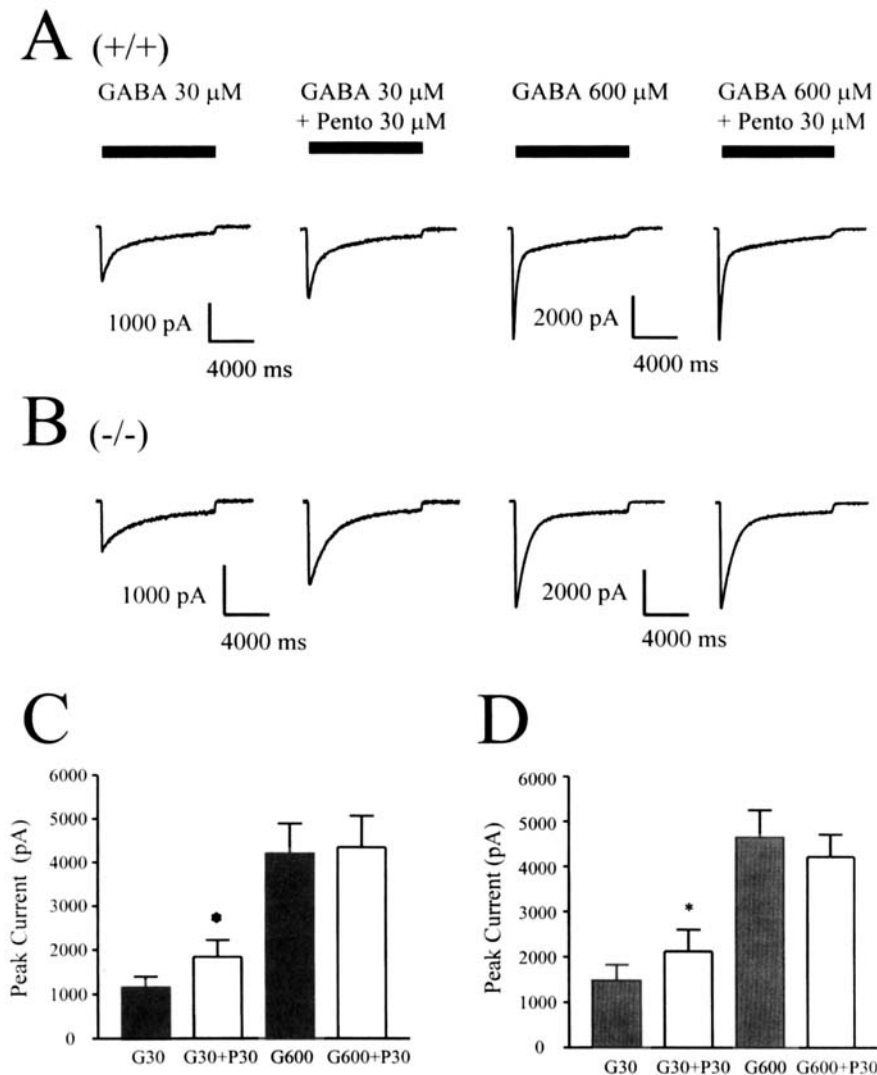 A (+/+)
GABA 30 μM
GABA 30 μM
+ Pento 30 μM
GABA 600 μM
GABA 600 μM
+ Pento 30 μM
1000 pA
4000 ms
2000 pA
4000 ms
B (-/-)
1000 pA
4000 ms
2000 pA
4000 ms
C
Peak Current (pA)
6000
5000
4000
3000
2000
1000
0
*
G30
G30+P30
G600
G600+P30
D
Peak Current (pA)
6000
5000
4000
3000
2000
1000
0
*
G30
G30+P30
G600
G600+P30